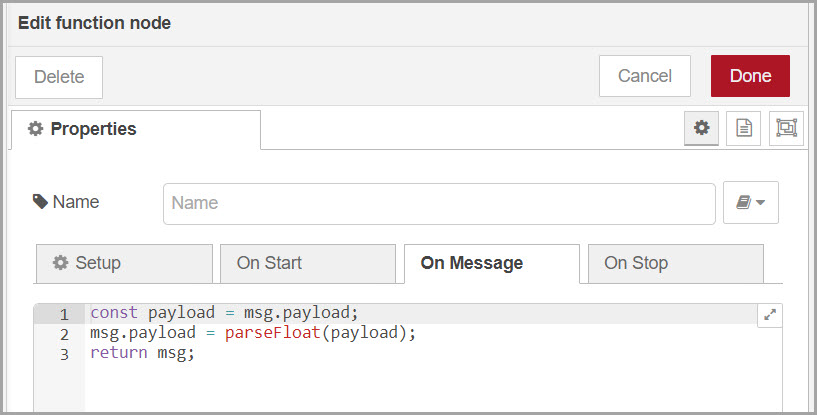 Edit function node
Delete
Cancel
Done
Properties
Name
Name
Setup
On Start
On Message
On Stop
1 const payload = msg.payload;
2 msg.payload = parseFloat(payload);
3 return msg;